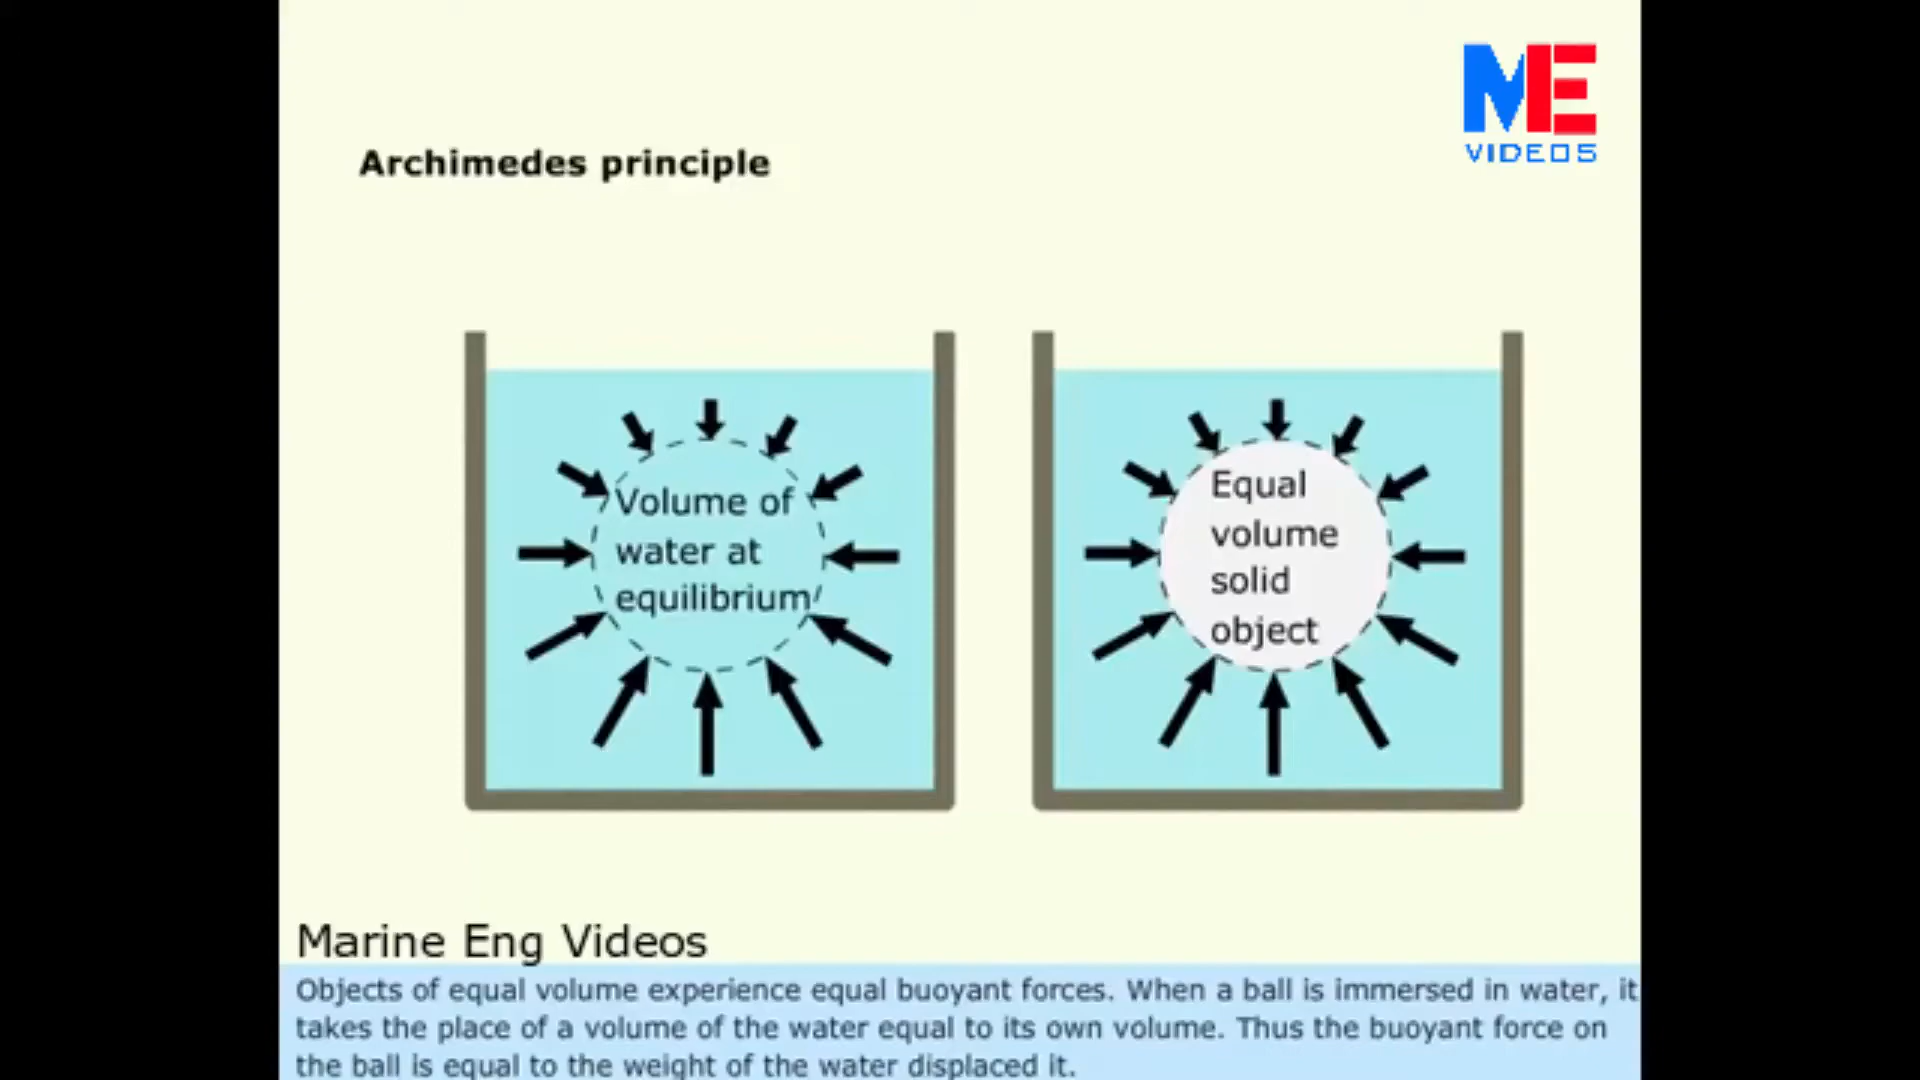 ME
VIDEOS
Archimedes principle
Volume of
water at
equilibrium
Equal
volume
solid
object
Marine Eng Videos
Objects of equal volume experience equal buoyant forces. When a ball is immersed in water, it
takes the place of a volume of the water equal to its own volume. Thus the buoyant force on
the ball is equal to the weight of the water displaced it.